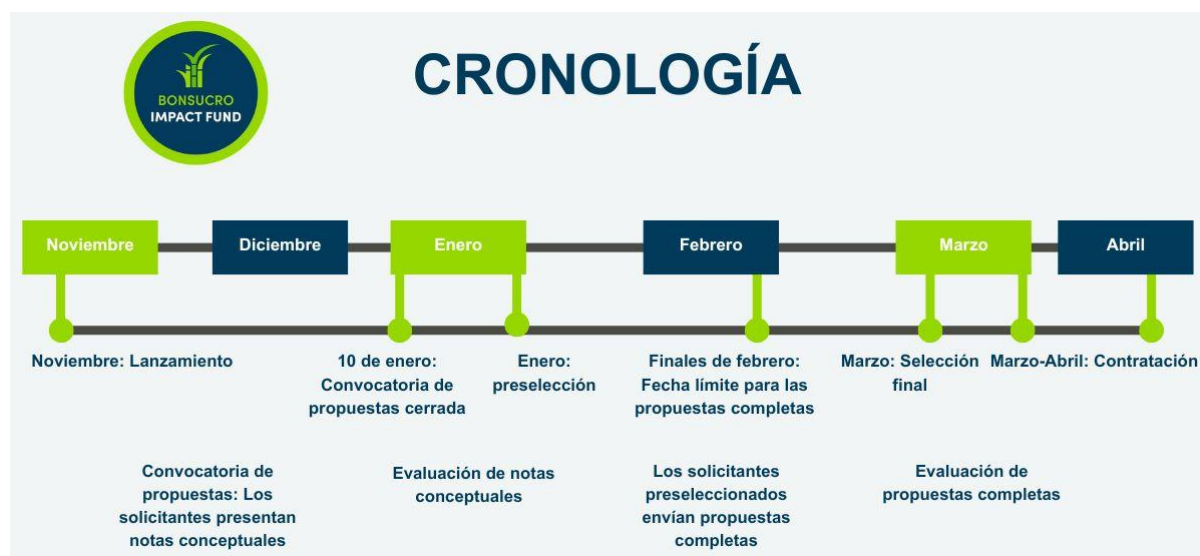 BONSUCRO
IMPACT FUND
CRONOLOGÍA
Noviembre
Diciembre
Enero
Febrero
Marzo
Abril
Noviembre: Lanzamiento
10 de enero:
Convocatoria de
propuestas cerrada
Enero:
preselección
Finales de febrero:
Fecha límite para las
propuestas completas
Marzo: Selección
final
Marzo-Abril: Contratación
Convocatoria de
propuestas: Los
solicitantes presentan
notas conceptuales
Evaluación de notas
conceptuales
Los solicitantes
preseleccionado
envían propuestas
completas
Evaluación de
propuestas completas